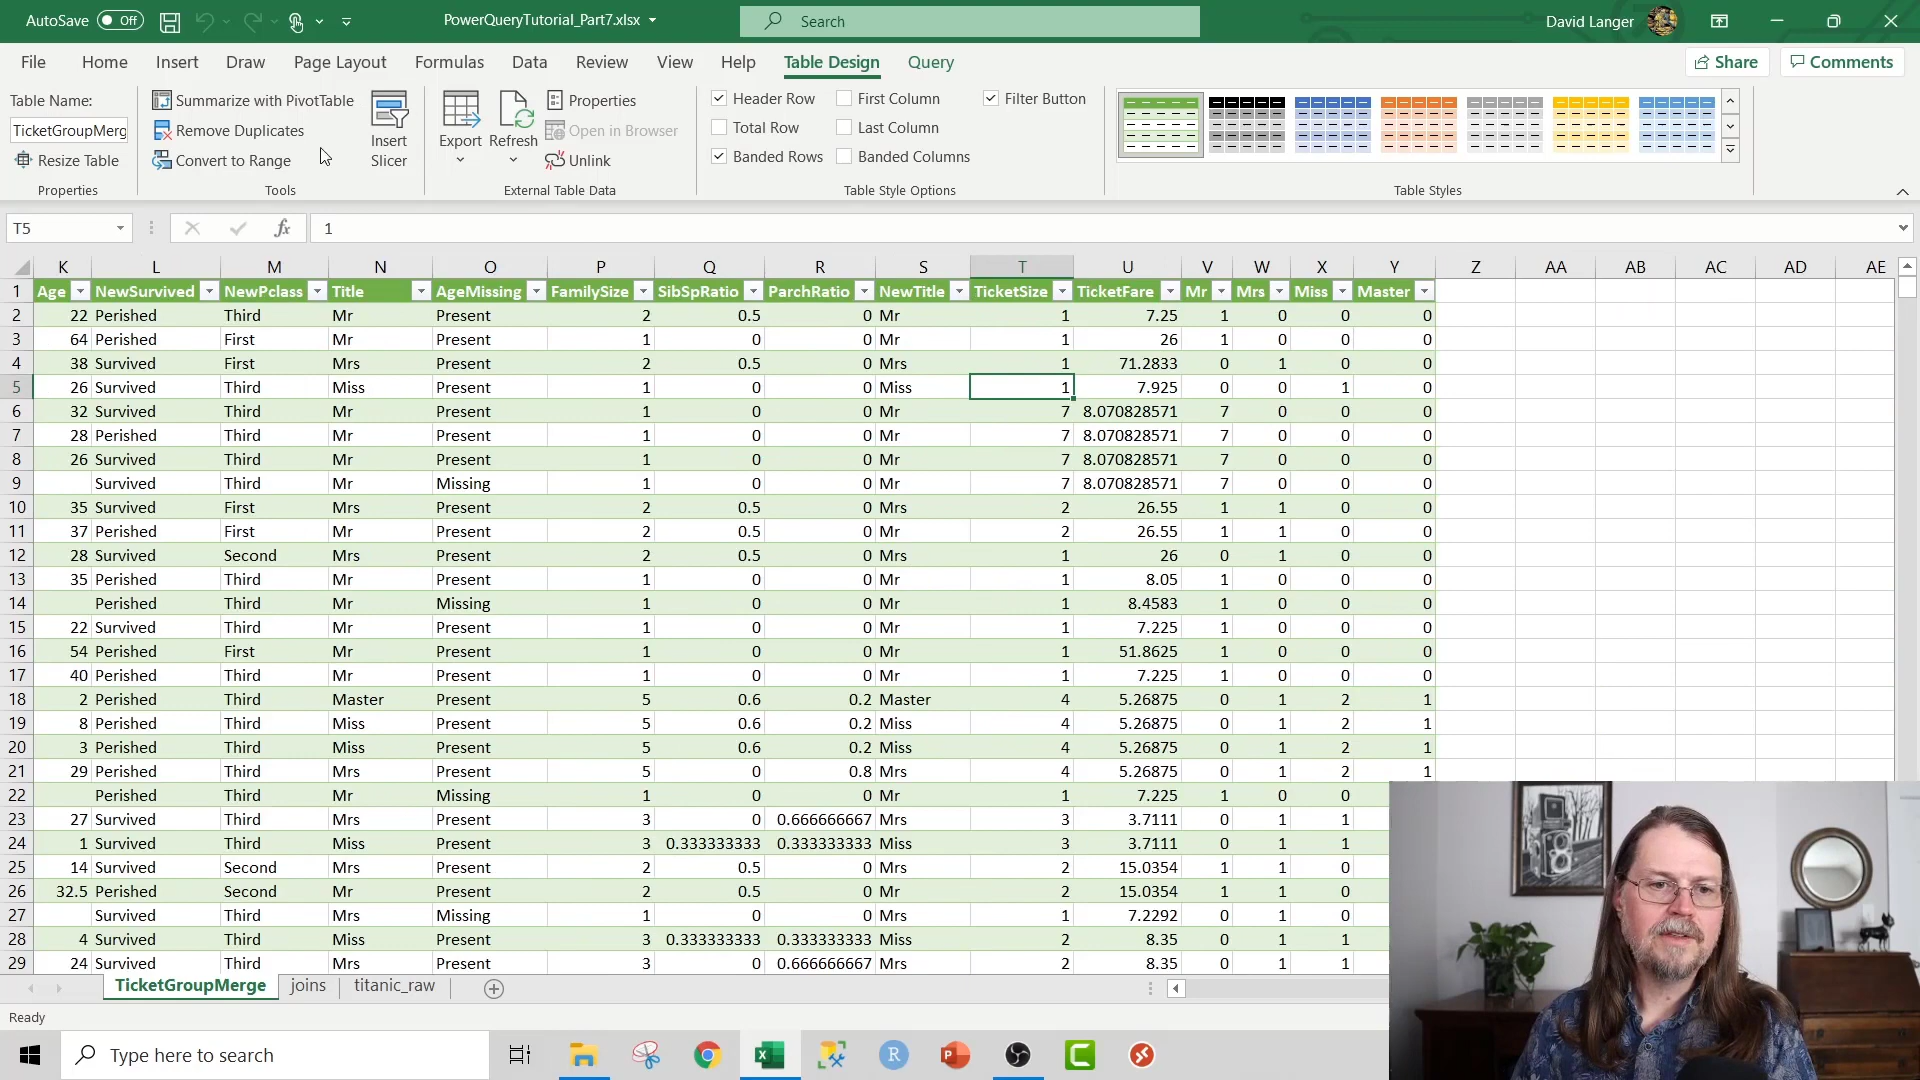 AutoSave Off PowerQueryTutorial_Part7.xlsx Search David Langer
File Home Insert Draw Page Layout Formulas Data Review View Help Table Design Query Share Comments
Table Name:
TicketGroupMerg
Resize Table
Properties
Summarize with PivotTable
Remove Duplicates
Convert to Range
Insert
Slicer
Tools
Export
Refresh
Properties
Open in Browser
Unlink
External Table Data
Header Row First Column Filter Button
Total Row Last Column
Banded Rows Banded Columns
Table Style Options
Table Styles
T5 fx 1
K L M N O P Q R S T U V W X Y Z AA AB AC AD AE
1 Age NewSurvived NewPclass Title AgeMissing FamilySize SibSpRatio ParchRatio NewTitle TicketSize TicketFare Mr Mrs Miss Master
2 22 Perished Third Mr Present 2 0.5 0 Mr 1 7.25 1 0 0 0
3 64 Perished First Mr Present 1 0 0 Mr 1 26 1 0 0 0
4 38 Survived First Mrs Present 2 0.5 0 Mrs 1 71.2833 0 1 0 0
5 26 Survived Third Miss Present 1 0 0 Miss 1 7.925 0 0 1 0
6 32 Survived Third Mr Present 1 0 0 Mr 7 8.070828571 7 0 0 0
7 28 Perished Third Mr Present 1 0 0 Mr 7 8.070828571 7 0 0 0
8 26 Survived Third Mr Present 1 0 0 Mr 7 8.070828571 7 0 0 0
9 Survived Third Mr Missing 1 0 0 Mr 7 8.070828571 7 0 0 0
10 35 Survived First Mrs Present 2 0.5 0 Mrs 2 26.55 1 1 0 0
11 37 Perished First Mr Present 2 0.5 0 Mr 2 26.55 1 1 0 0
12 28 Survived Second Mrs Present 2 0.5 0 Mrs 1 26 0 1 0 0
13 35 Perished Third Mr Present 1 0 0 Mr 1 8.05 1 0 0 0
14 Perished Third Mr Missing 1 0 0 Mr 1 8.4583 1 0 0 0
15 22 Survived Third Mr Present 1 0 0 Mr 1 7.225 1 0 0 0
16 54 Perished First Mr Present 1 0 0 Mr 1 51.8625 1 0 0 0
17 40 Perished Third Mr Present 1 0 0 Mr 1 7.225 1 0 0 0
18 2 Perished Third Master Present 5 0.6 0.2 Master 4 5.26875 0 1 2 1
19 8 Perished Third Miss Present 5 0.6 0.2 Miss 4 5.26875 0 1 2 1
20 3 Perished Third Miss Present 5 0.6 0.2 Miss 4 5.26875 0 1 2 1
21 29 Perished Third Mrs Present 5 0 0.8 Mrs 4 5.26875 0 1 2 1
22 Perished Third Mr Missing 1 0 0 Mr 1 7.225 1 0 0
23 27 Survived Third Mrs Present 3 0 0.666666667 Mrs 3 3.7111 0 1 1
24 1 Survived Third Miss Present 3 0.333333333 0.333333333 Miss 3 3.7111 0 1 1
25 14 Survived Second Mrs Present 2 0.5 0 Mrs 2 15.0354 1 1 0
26 32.5 Perished Second Mr Present 2 0.5 0 Mr 2 15.0354 1 1 0
27 Survived Third Mrs Missing 1 0 0 Mrs 1 7.2292 0 1 0
28 4 Survived Third Miss Present 3 0.333333333 0.333333333 Miss 2 8.35 0 1 1
29 24 Survived Third Mrs Present 3 0 0.666666667 Mrs 2 8.35 0 1 1
TicketGroupMerge joins titanic_raw
Ready
Type here to search